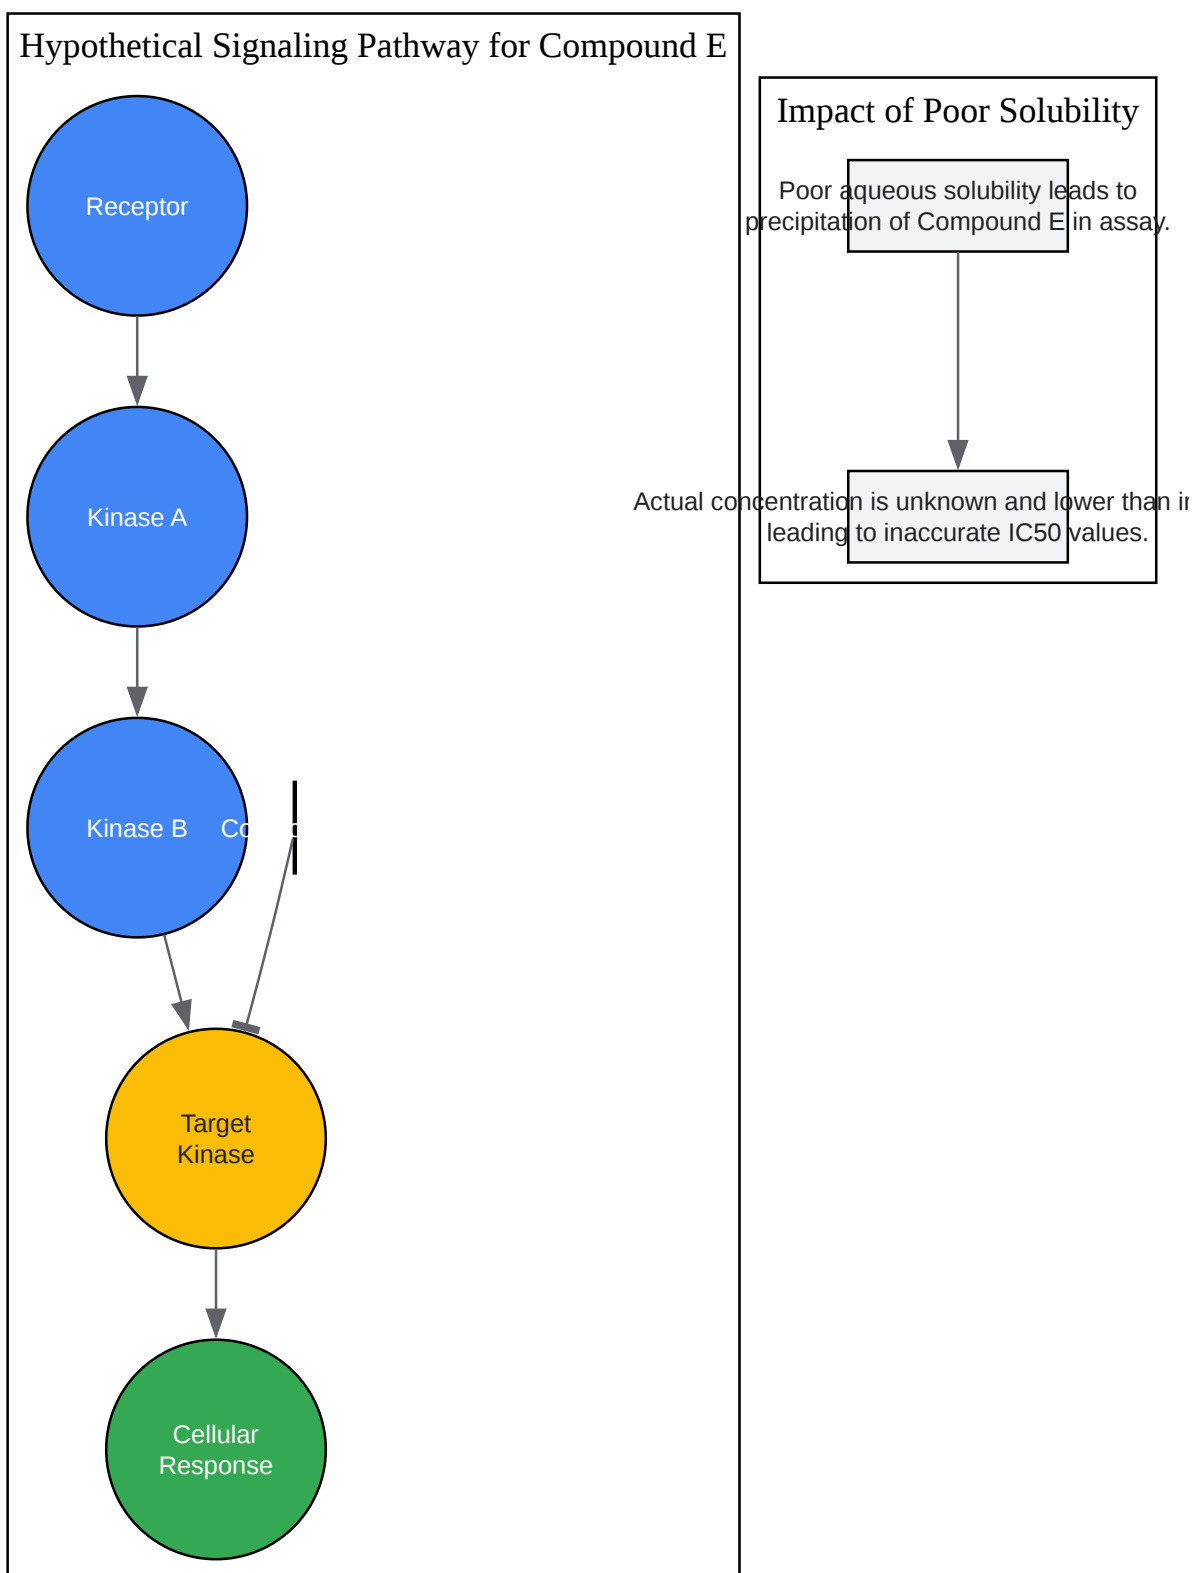 Hypothetical Signaling Pathway for Compound E
Receptor
Kinase A
Kinase B
Target
Kinase
Cellular
Response
Impact of Poor Solubility
Poor aqueous solubility leads to
precipitation of Compound E in assay.
Actual concentration is unknown and lower than
leading to inaccurate IC50 values.